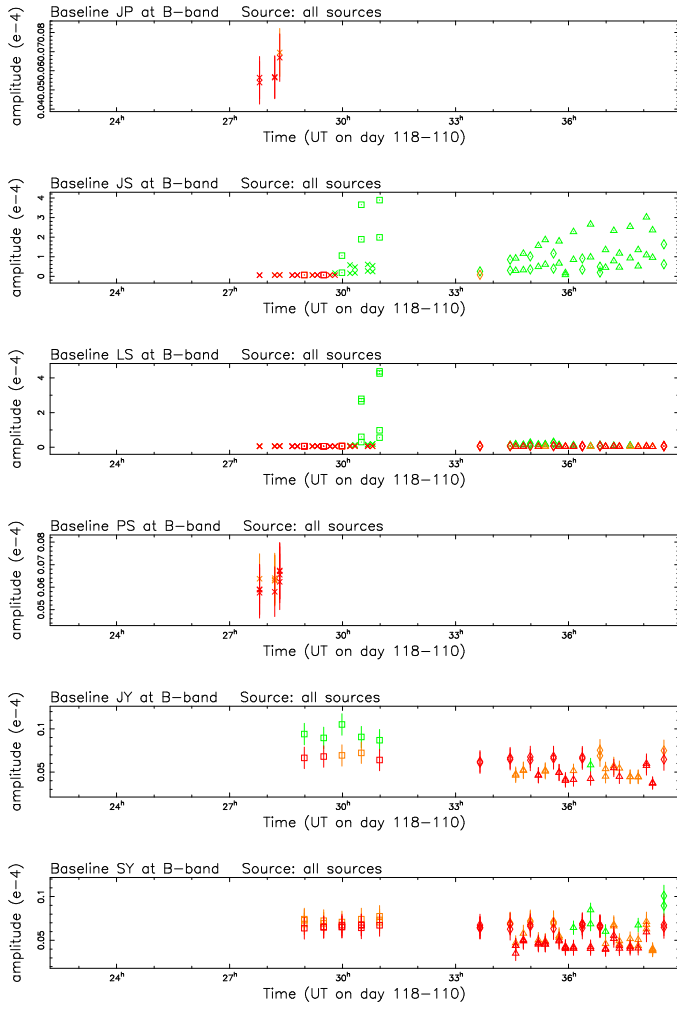 Baseline JP at B-band Source: all sources
amplitude (e-4)
0.04 0.05 0.06 0.07 0.08
24h 27h 30h 33h 36h
Time (UT on day 118-110)
Baseline JS at B-band Source: all sources
amplitude (e-4)
0 1 2 3 4
24h 27h 30h 33h 36h
Time (UT on day 118-110)
Baseline LS at B-band Source: all sources
amplitude (e-4)
0 2 4
24h 27h 30h 33h 36h
Time (UT on day 118-110)
Baseline PS at B-band Source: all sources
amplitude (e-4)
0.05 0.06 0.07 0.08
24h 27h 30h 33h 36h
Time (UT on day 118-110)
Baseline JY at B-band Source: all sources
amplitude (e-4)
0.05 0.1
24h 27h 30h 33h 36h
Time (UT on day 118-110)
Baseline SY at B-band Source: all sources
amplitude (e-4)
0.05 0.1
24h 27h 30h 33h 36h
Time (UT on day 118-110)